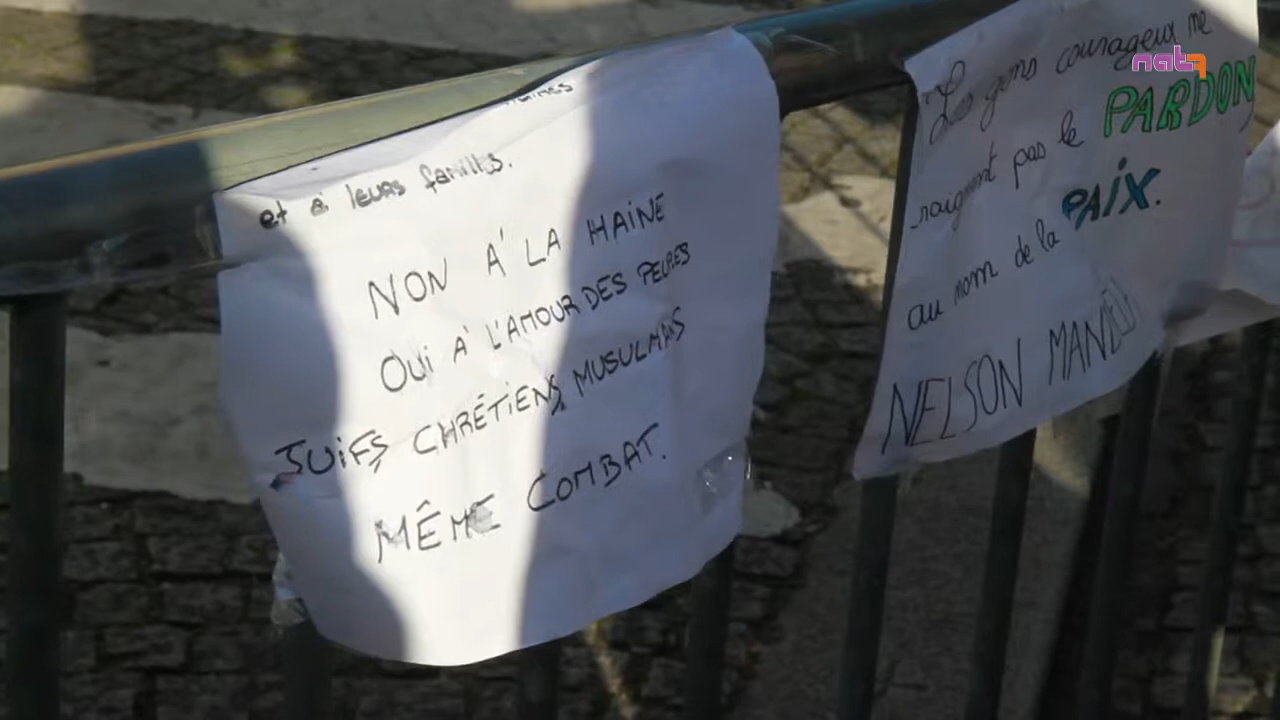 et à leurs familles.
NON À LA HAINE
OUI À L'AMOUR DES PEUPLES
JUIFS, CHRÉTIENS, MUSULMANS
MÊME COMBAT.
Les gens courageux ne
craignent pas le PARDON
au nom de la PAIX.
NELSON MANDELA
nat7